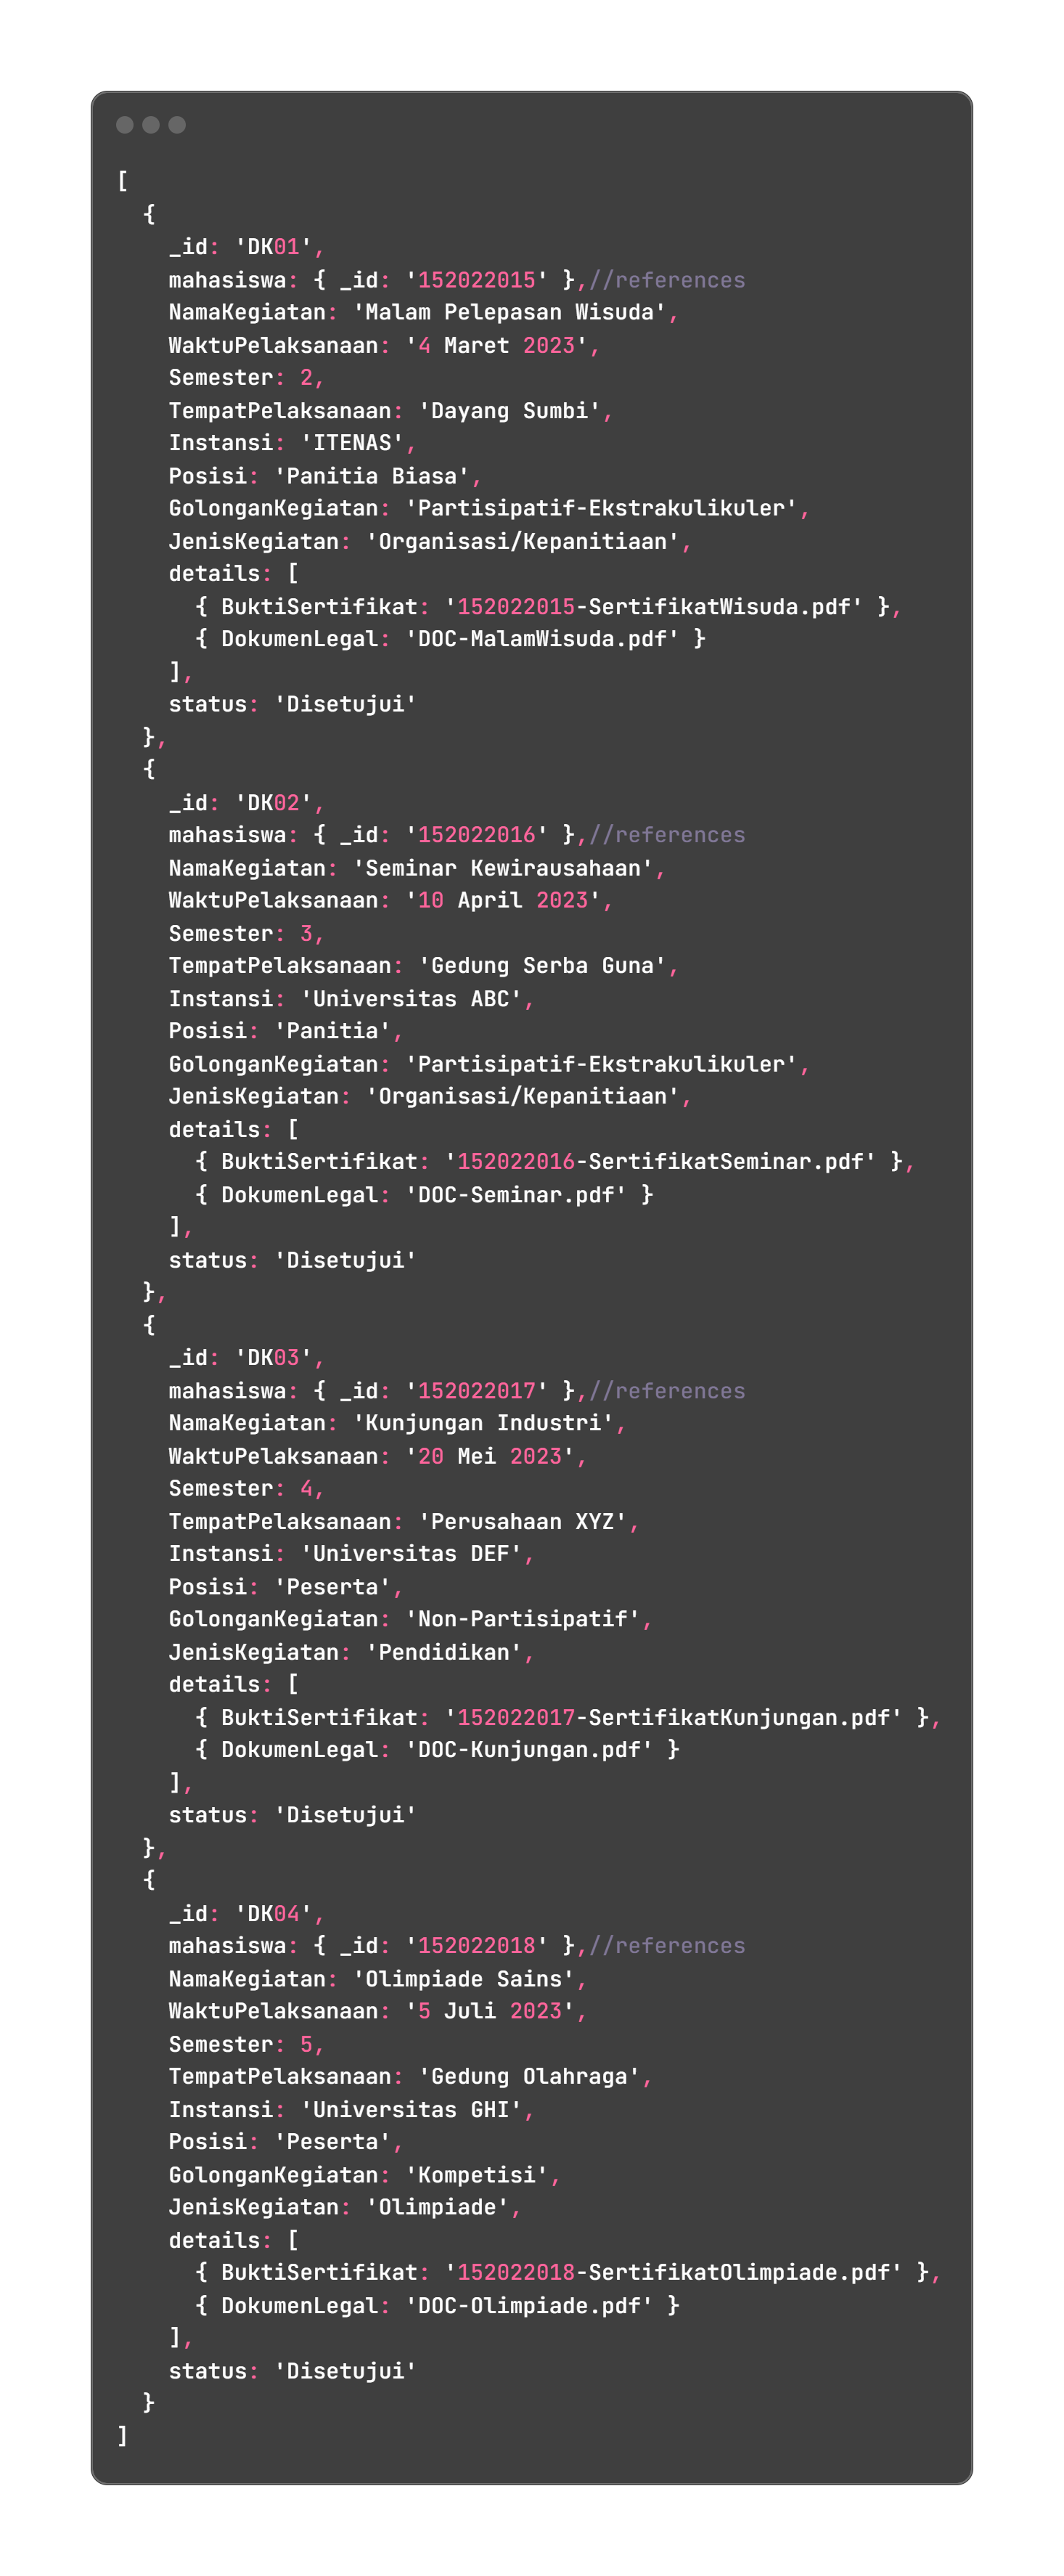 [
  {
    _id: 'DK01',
    mahasiswa: { _id: '152022015' },//references
    NamaKegiatan: 'Malam Pelepasan Wisuda',
    WaktuPelaksanaan: '4 Maret 2023',
    Semester: 2,
    TempatPelaksanaan: 'Dayang Sumbi',
    Instansi: 'ITENAS',
    Posisi: 'Panitia Biasa',
    GolonganKegiatan: 'Partisipatif-Ekstrakulikuler',
    JenisKegiatan: 'Organisasi/Kepanitiaan',
    details: [
      { BuktiSertifikat: '152022015-SertifikatWisuda.pdf' },
      { DokumenLegal: 'DOC-MalamWisuda.pdf' }
    ],
    status: 'Disetujui'
  },
  {
    _id: 'DK02',
    mahasiswa: { _id: '152022016' },//references
    NamaKegiatan: 'Seminar Kewirausahaan',
    WaktuPelaksanaan: '10 April 2023',
    Semester: 3,
    TempatPelaksanaan: 'Gedung Serba Guna',
    Instansi: 'Universitas ABC',
    Posisi: 'Panitia',
    GolonganKegiatan: 'Partisipatif-Ekstrakulikuler',
    JenisKegiatan: 'Organisasi/Kepanitiaan',
    details: [
      { BuktiSertifikat: '152022016-SertifikatSeminar.pdf' },
      { DokumenLegal: 'DOC-Seminar.pdf' }
    ],
    status: 'Disetujui'
  },
  {
    _id: 'DK03',
    mahasiswa: { _id: '152022017' },//references
    NamaKegiatan: 'Kunjungan Industri',
    WaktuPelaksanaan: '20 Mei 2023',
    Semester: 4,
    TempatPelaksanaan: 'Perusahaan XYZ',
    Instansi: 'Universitas DEF',
    Posisi: 'Peserta',
    GolonganKegiatan: 'Non-Partisipatif',
    JenisKegiatan: 'Pendidikan',
    details: [
      { BuktiSertifikat: '152022017-SertifikatKunjungan.pdf' },
      { DokumenLegal: 'DOC-Kunjungan.pdf' }
    ],
    status: 'Disetujui'
  },
  {
    _id: 'DK04',
    mahasiswa: { _id: '152022018' },//references
    NamaKegiatan: 'Olimpiade Sains',
    WaktuPelaksanaan: '5 Juli 2023',
    Semester: 5,
    TempatPelaksanaan: 'Gedung Olahraga',
    Instansi: 'Universitas GHI',
    Posisi: 'Peserta',
    GolonganKegiatan: 'Kompetisi',
    JenisKegiatan: 'Olimpiade',
    details: [
      { BuktiSertifikat: '152022018-SertifikatOlimpiade.pdf' },
      { DokumenLegal: 'DOC-Olimpiade.pdf' }
    ],
    status: 'Disetujui'
  }
]